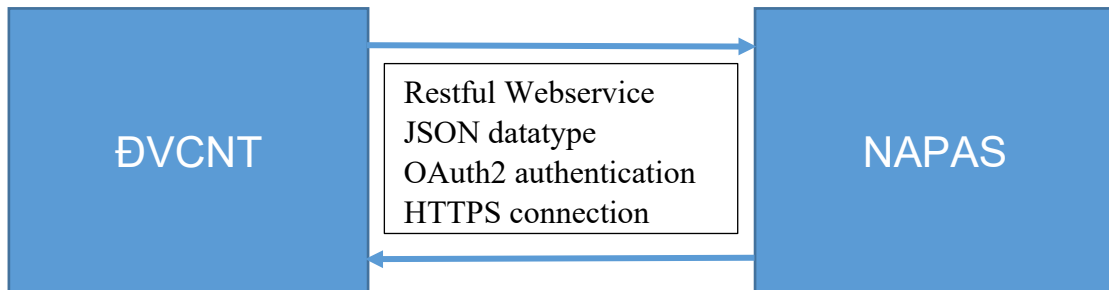 ĐVCNT
Restful Webservice
JSON datatype
OAuth2 authentication
HTTPS connection
NAPAS